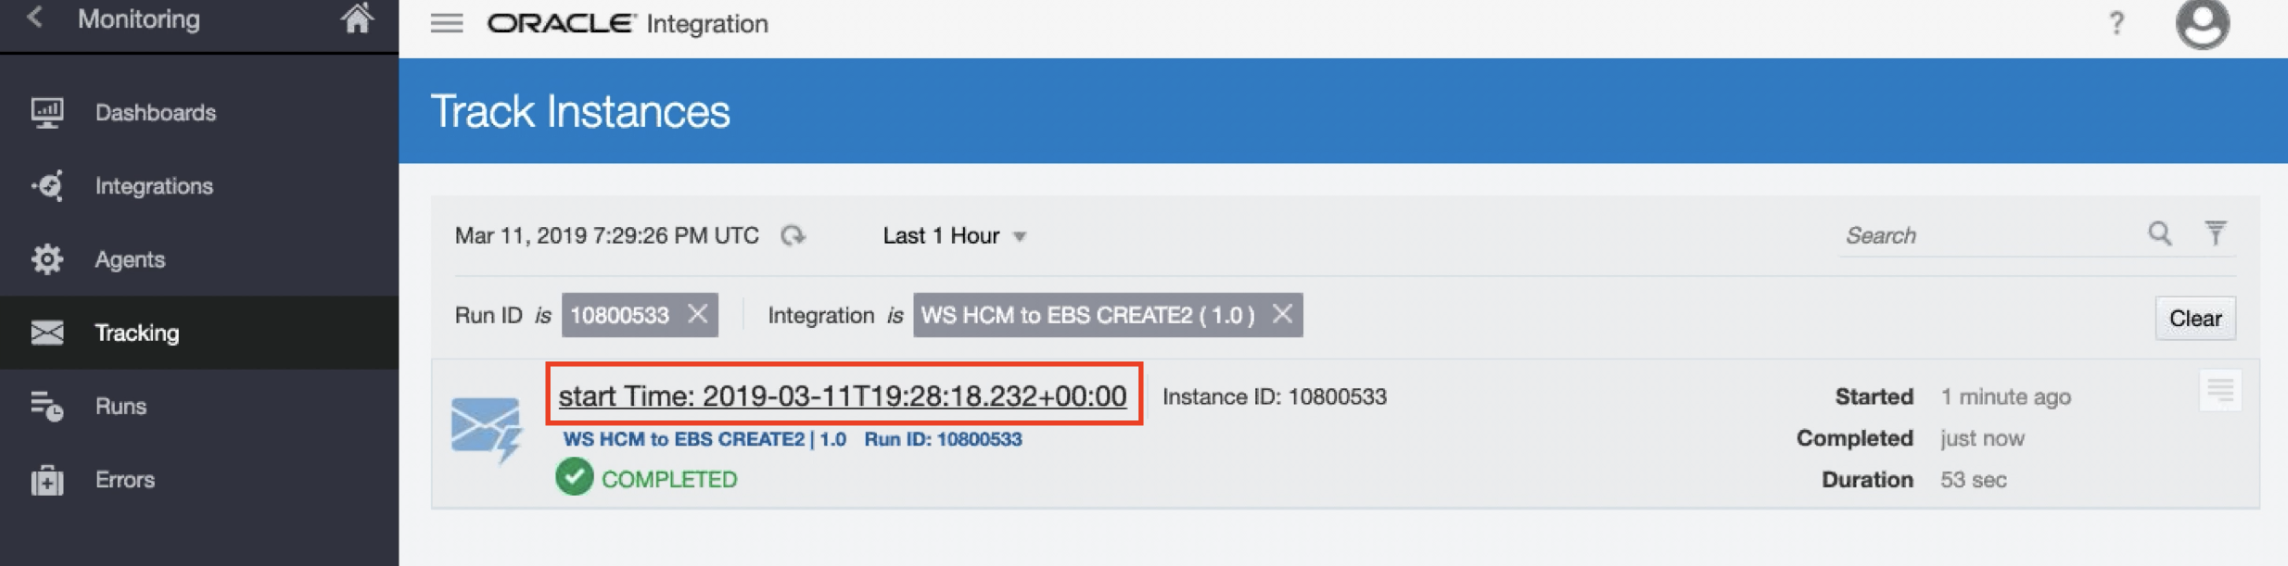 Monitoring
Dashboards
Integrations
Agents
Tracking
Runs
Errors
ORACLE Integration
?
Track Instances
Mar 11, 2019 7:29:26 PM UTC Last 1 Hour Search
Run ID is 10800533 Integration is WS HCM to EBS CREATE2 ( 1.0 ) Clear
start Time: 2019-03-11T19:28:18.232+00:00 Instance ID: 10800533 Started 1 minute ago
WS HCM to EBS CREATE2 | 1.0 Run ID: 10800533 Completed just now
COMPLETED Duration 53 sec